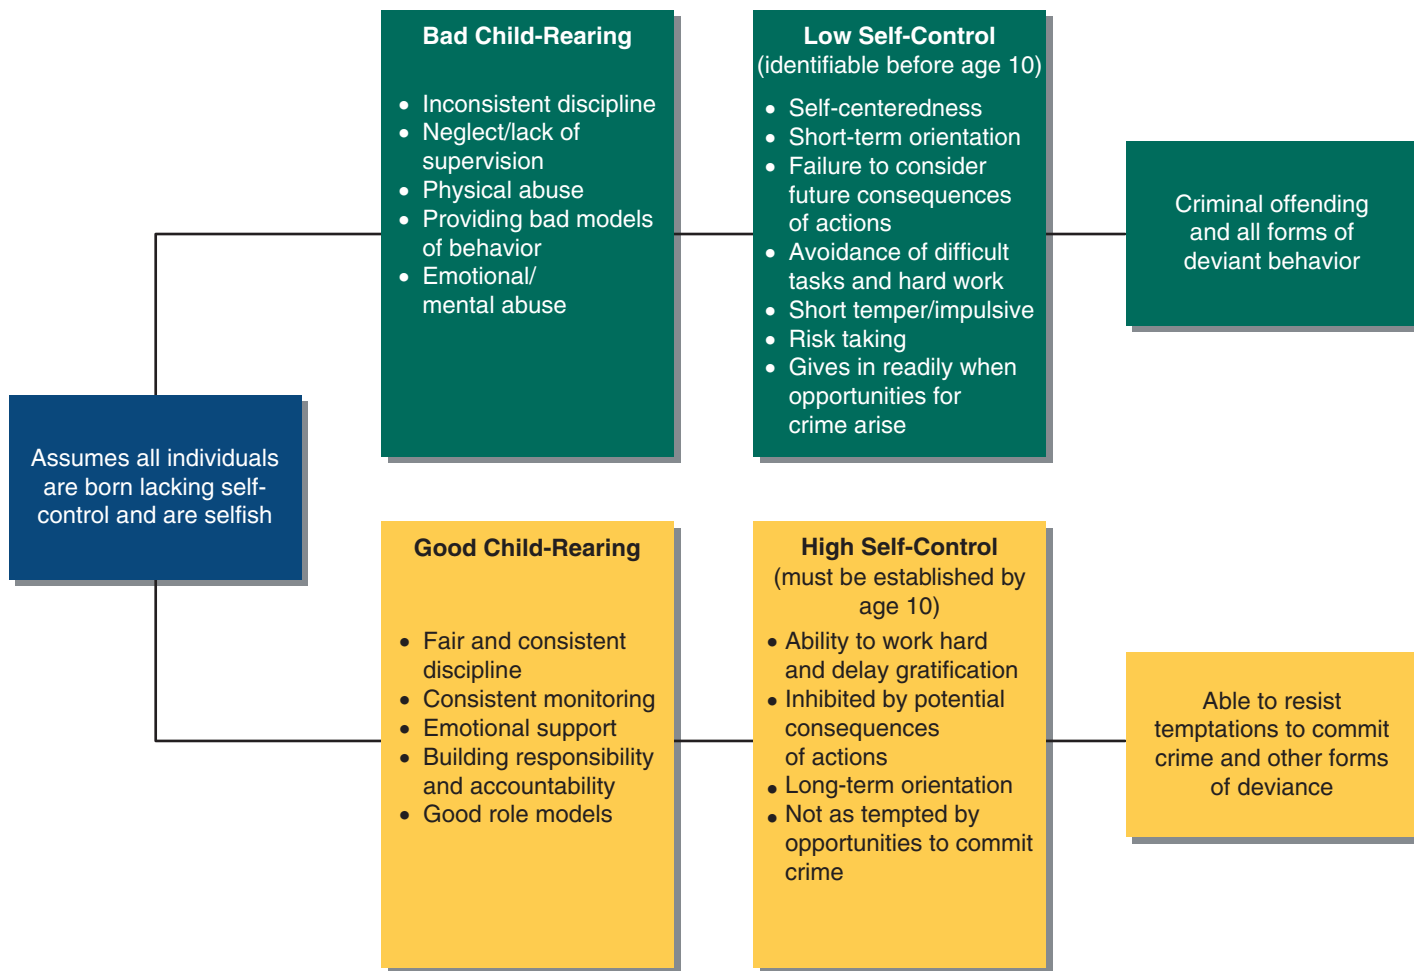 Assumes all individuals
are born lacking self-
control and are selfish
Bad Child-Rearing
• Inconsistent discipline
• Neglect/lack of
supervision
• Physical abuse
• Providing bad models
of behavior
• Emotional/
mental abuse
Low Self-Control
(identifiable before age 10)
• Self-centeredness
• Short-term orientation
• Failure to consider
future consequences
of actions
• Avoidance of difficult
tasks and hard work
• Short temper/impulsive
• Risk taking
• Gives in readily when
opportunities for
crime arise
Criminal offending
and all forms of
deviant behavior
Good Child-Rearing
• Fair and consistent
discipline
• Consistent monitoring
• Emotional support
• Building responsibility
and accountability
• Good role models
High Self-Control
(must be established by
age 10)
• Ability to work hard
and delay gratification
• Inhibited by potential
consequences
of actions
• Long-term orientation
• Not as tempted by
opportunities to commit
crime
Able to resist
temptations to commit
crime and other forms
of deviance